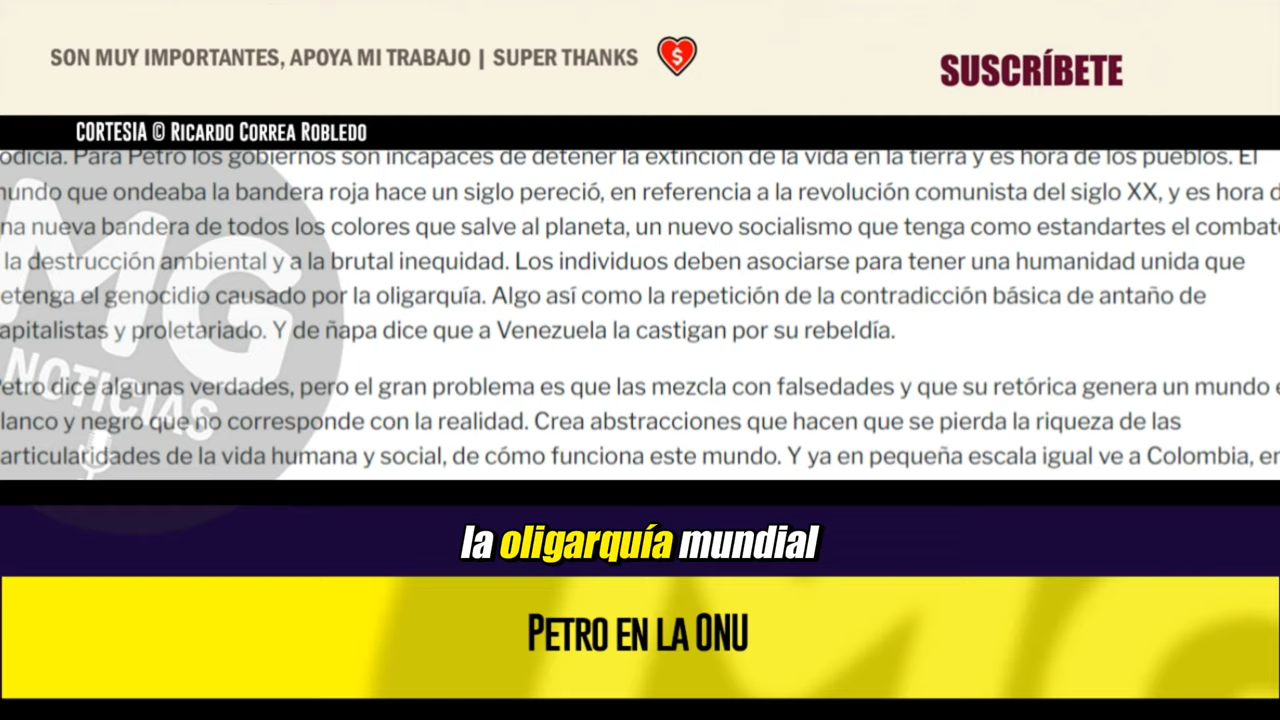 SON MUY IMPORTANTES, APOYA MI TRABAJO | SUPER THANKS
$
SUSCRÍBETE
CORTESIA © RICARDO CORREA ROBLEDO
odicia. Para Petro los gobiernos son incapaces de detener la extinción de la vida en la tierra y es hora de los pueblos. El
mundo que ondeaba la bandera roja hace un siglo pereció, en referencia a la revolución comunista del siglo XX, y es hora d
na nueva bandera de todos los colores que salve al planeta, un nuevo socialismo que tenga como estandartes el combate
la destrucción ambiental y a la brutal inequidad. Los individuos deben asociarse para tener una humanidad unida que
etenga el genocidio causado por la oligarquía. Algo así como la repetición de la contradicción básica de antaño de
apitalistas y proletariado. Y de ñapa dice que a Venezuela la castigan por su rebeldía.
Petro dice algunas verdades, pero el gran problema es que las mezcla con falsedades y que su retórica genera un mundo e
lanco y negro que no corresponde con la realidad. Crea abstracciones que hacen que se pierda la riqueza de las
articularidades de la vida humana y social, de cómo funciona este mundo. Y ya en pequeña escala igual ve a Colombia, en
MG
NOTICIAS
la oligarquía mundial
PETRO EN LA ONU